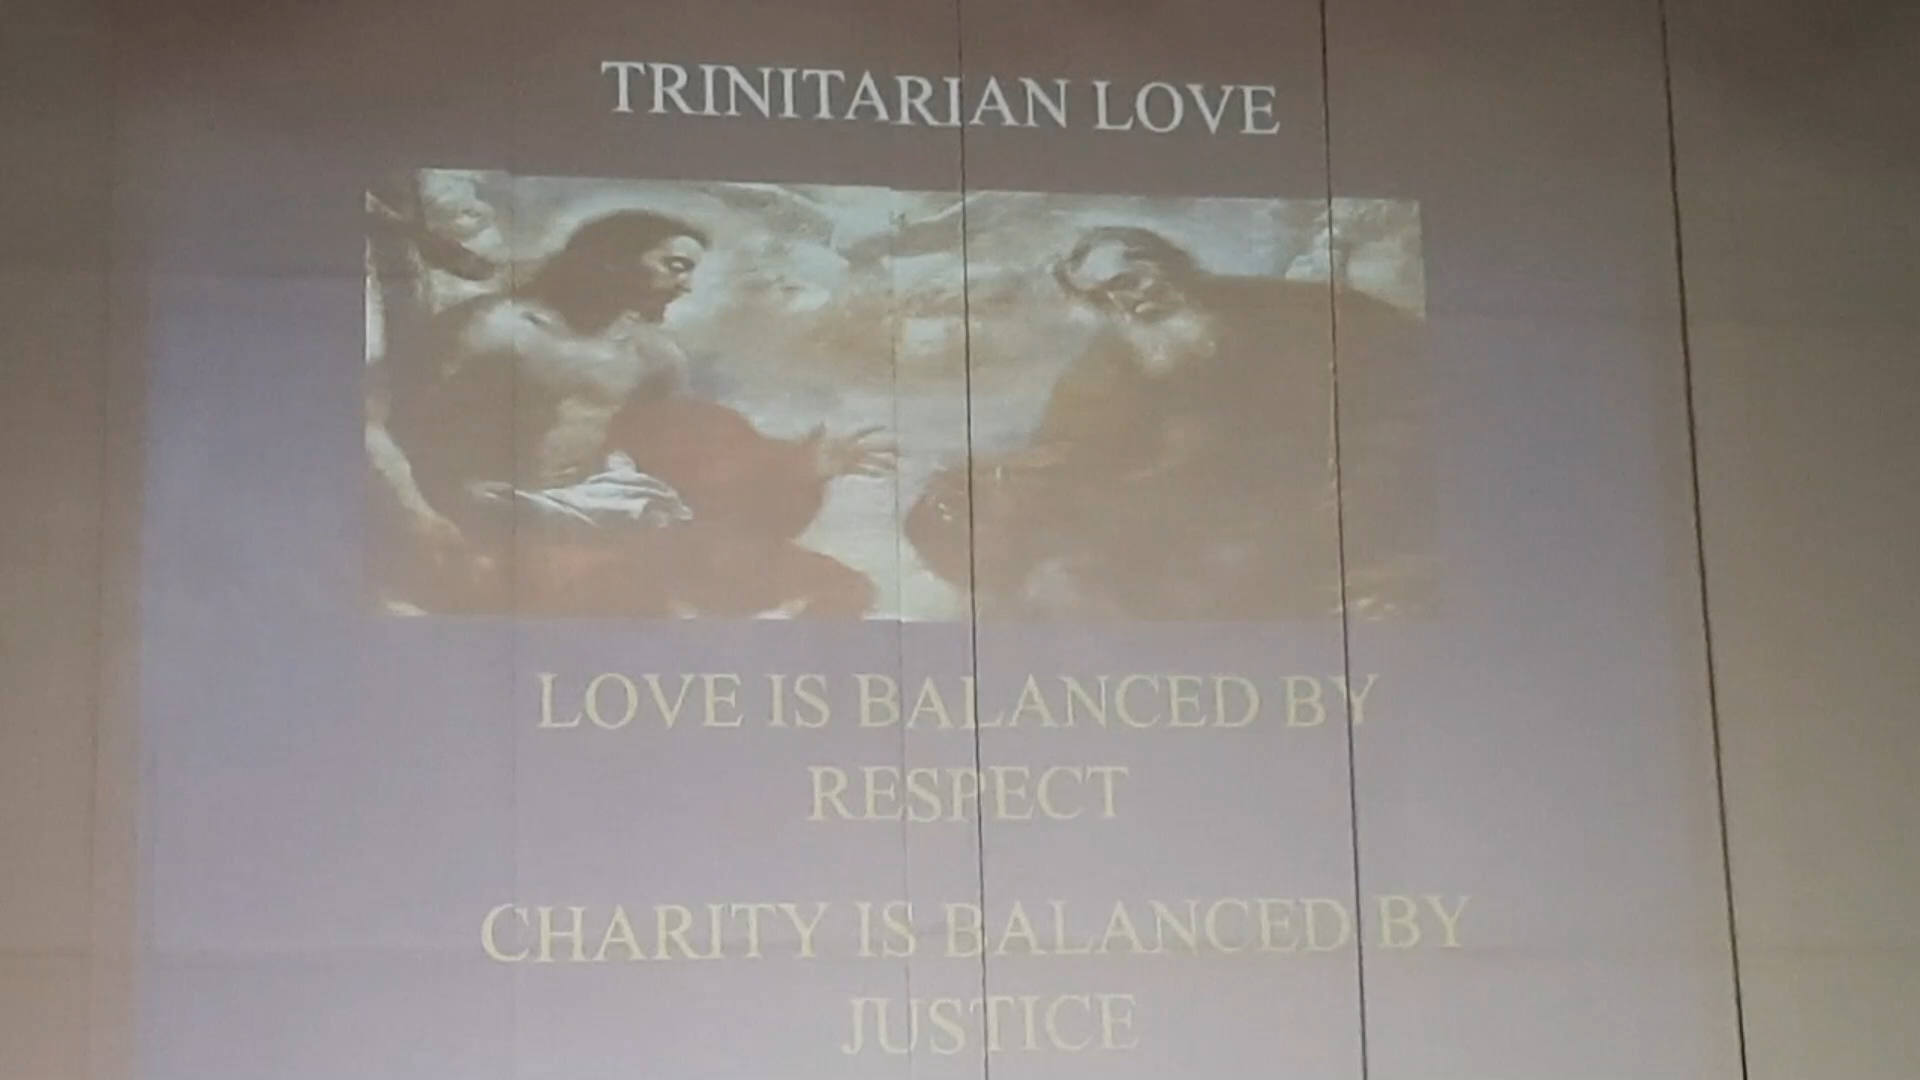 TRINITARIAN LOVE
LOVE IS BALANCED BY
RESPECT
CHARITY IS BALANCED BY
JUSTICE